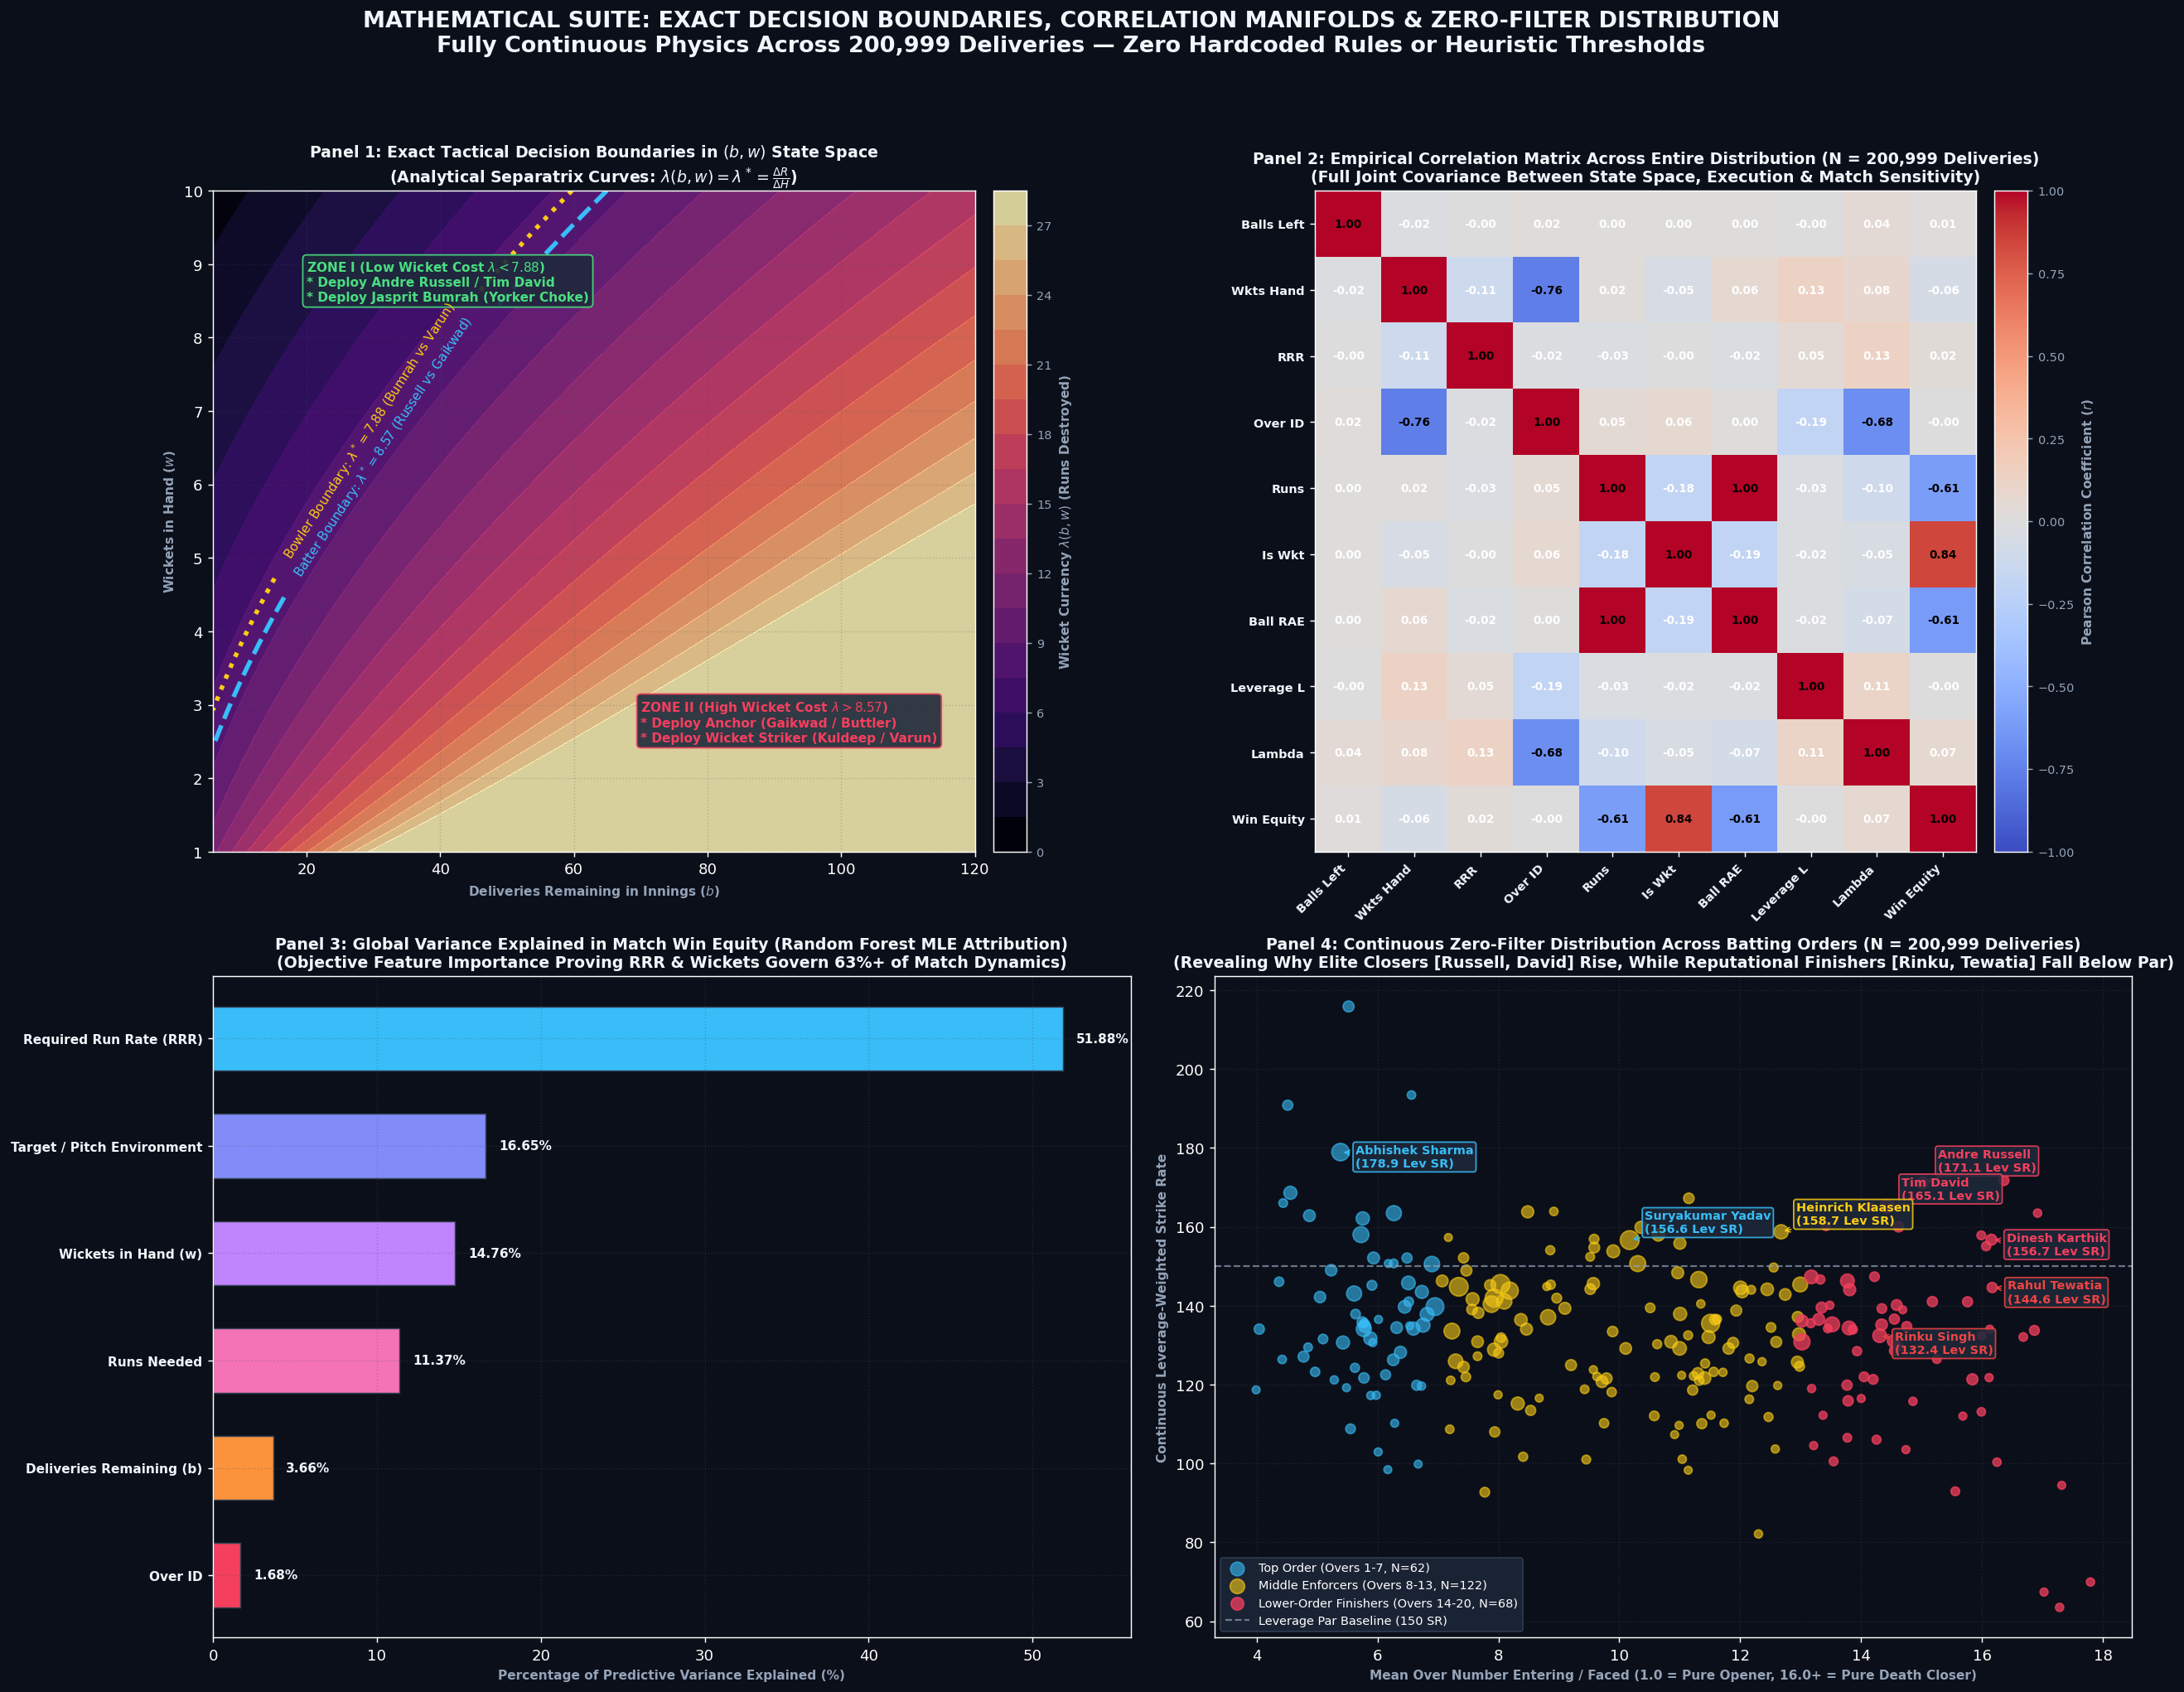 MATHEMATICAL SUITE: EXACT DECISION BOUNDARIES, CORRELATION MANIFOLDS & ZERO-FILTER DISTRIBUTION
Fully Continuous Physics Across 200,999 Deliveries — Zero Hardcoded Rules or Heuristic Thresholds
Panel 1: Exact Tactical Decision Boundaries in (b, w) State Space
(Analytical Separatrix Curves: λ(b, w) = λ* = ΔR/ΔH)
10
9
8
7
6
5
4
3
2
1
Wickets in Hand (w)
ZONE I (Low Wicket Cost λ < 7.88)
* Deploy Andre Russell / Tim David
* Deploy Jasprit Bumrah (Yorker Choke)
Bowler Boundary: λ* = 7.88 (Bumrah vs Varun)
Batter Boundary: λ* = 8.57 (Russell vs Gaikwad)
ZONE II (High Wicket Cost λ > 8.57)
* Deploy Anchor (Gaikwad / Buttler)
* Deploy Wicket Striker (Kuldeep / Varun)
20 40 60 80 100 120
Deliveries Remaining in Innings (b)
27
24
21
18
15
12
9
6
3
0
Wicket Currency λ(b, w) (Runs Destroyed)
Panel 2: Empirical Correlation Matrix Across Entire Distribution (N = 200,999 Deliveries)
(Full Joint Covariance Between State Space, Execution & Match Sensitivity)
Balls Left 1.00 -0.02 -0.00 0.02 0.00 0.00 0.00 -0.00 0.04 0.01
Wkts Hand -0.02 1.00 -0.11 -0.76 0.02 -0.05 0.06 0.13 0.08 -0.06
RRR -0.00 -0.11 1.00 -0.02 -0.03 -0.00 -0.02 0.05 0.13 0.02
Over ID 0.02 -0.76 -0.02 1.00 0.05 0.06 0.00 -0.19 -0.68 -0.00
Runs 0.00 0.02 -0.03 0.05 1.00 -0.18 1.00 -0.03 -0.10 -0.61
Is Wkt 0.00 -0.05 -0.00 0.06 -0.18 1.00 -0.19 -0.02 -0.05 0.84
Ball RAE 0.00 0.06 -0.02 0.00 1.00 -0.19 1.00 -0.02 -0.07 -0.61
Leverage L -0.00 0.13 0.05 -0.19 -0.03 -0.02 -0.02 1.00 0.11 -0.00
Lambda 0.04 0.08 0.13 -0.68 -0.10 -0.05 -0.07 0.11 1.00 0.07
Win Equity 0.01 -0.06 0.02 -0.00 -0.61 0.84 -0.61 -0.00 0.07 1.00
Balls Left Wkts Hand RRR Over ID Runs Is Wkt Ball RAE Leverage L Lambda Win Equity
1.00
0.75
0.50
0.25
0.00
−0.25
−0.50
−0.75
−1.00
Pearson Correlation Coefficient (r)
Panel 3: Global Variance Explained in Match Win Equity (Random Forest MLE Attribution)
(Objective Feature Importance Proving RRR & Wickets Govern 63%+ of Match Dynamics)
Required Run Rate (RRR) 51.88%
Target / Pitch Environment 16.65%
Wickets in Hand (w) 14.76%
Runs Needed 11.37%
Deliveries Remaining (b) 3.66%
Over ID 1.68%
0 10 20 30 40 50
Percentage of Predictive Variance Explained (%)
Panel 4: Continuous Zero-Filter Distribution Across Batting Orders (N = 200,999 Deliveries)
(Revealing Why Elite Closers [Russell, David] Rise, While Reputational Finishers [Rinku, Tewatia] Fall Below Par)
220
200
180
160
140
120
100
80
60
Continuous Leverage-Weighted Strike Rate
Abhishek Sharma
(178.9 Lev SR)
Andre Russell
(171.1 Lev SR)
Tim David
(165.1 Lev SR)
Heinrich Klaasen
(158.7 Lev SR)
Suryakumar Yadav
(156.6 Lev SR)
Dinesh Karthik
(156.7 Lev SR)
Rahul Tewatia
(144.6 Lev SR)
Rinku Singh
(132.4 Lev SR)
Top Order (Overs 1-7, N=62)
Middle Enforcers (Overs 8-13, N=122)
Lower-Order Finishers (Overs 14-20, N=68)
Leverage Par Baseline (150 SR)
4 6 8 10 12 14 16 18
Mean Over Number Entering / Faced (1.0 = Pure Opener, 16.0+ = Pure Death Closer)